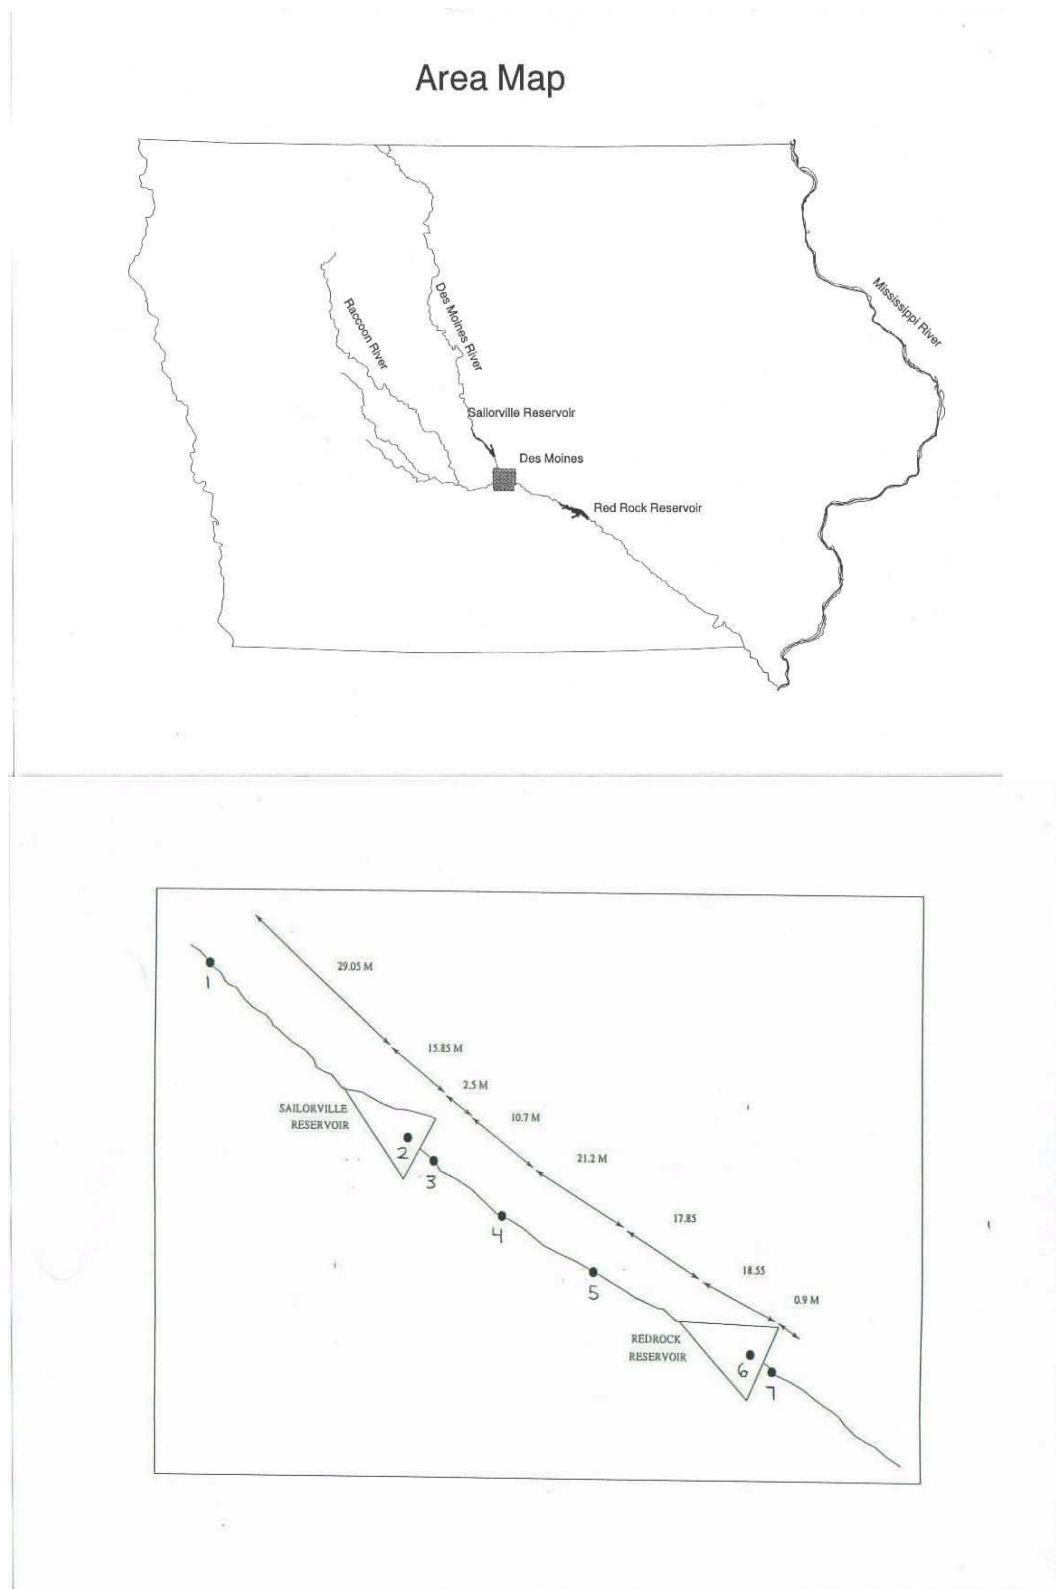 Area Map
Mississippi River
Des Moines River
Raccoon River
Sailorville Reservoir
Des Moines
Red Rock Reservoir
29.05 M
1
15.85 M
2.5 M
SAILORVILLE
RESERVOIR
10.7 M
2
21.2 M
3
17.85
4
18.55
5
0.9 M
REDROCK
RESERVOIR
6
7